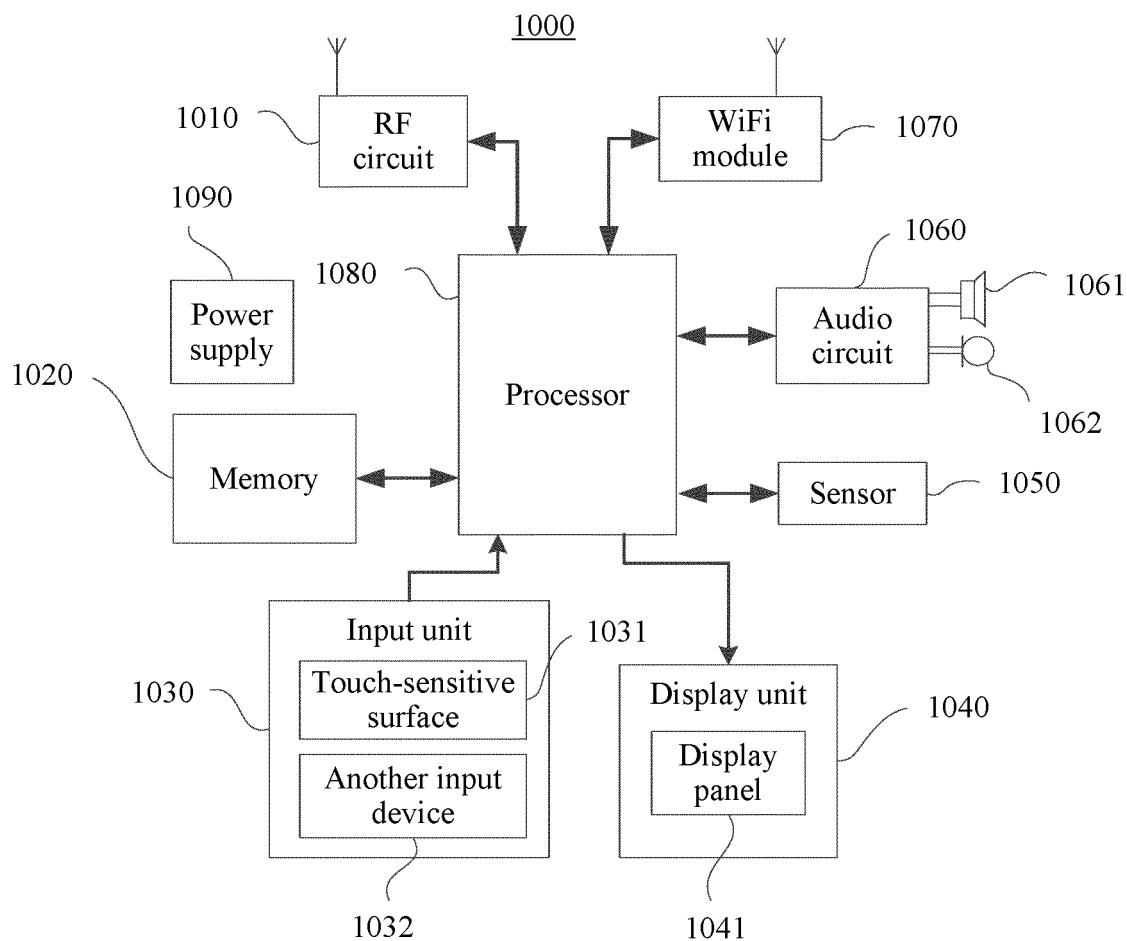 1000
1010
RF
circuit
WiFi
module
1070
1090
Power
supply
1080
Processor
1060
Audio
circuit
1061
1062
1020
Memory
Sensor
1050
1030
Input unit
1031
Touch-sensitive
surface
Another input
device
1032
Display unit
1040
Display
panel
1041